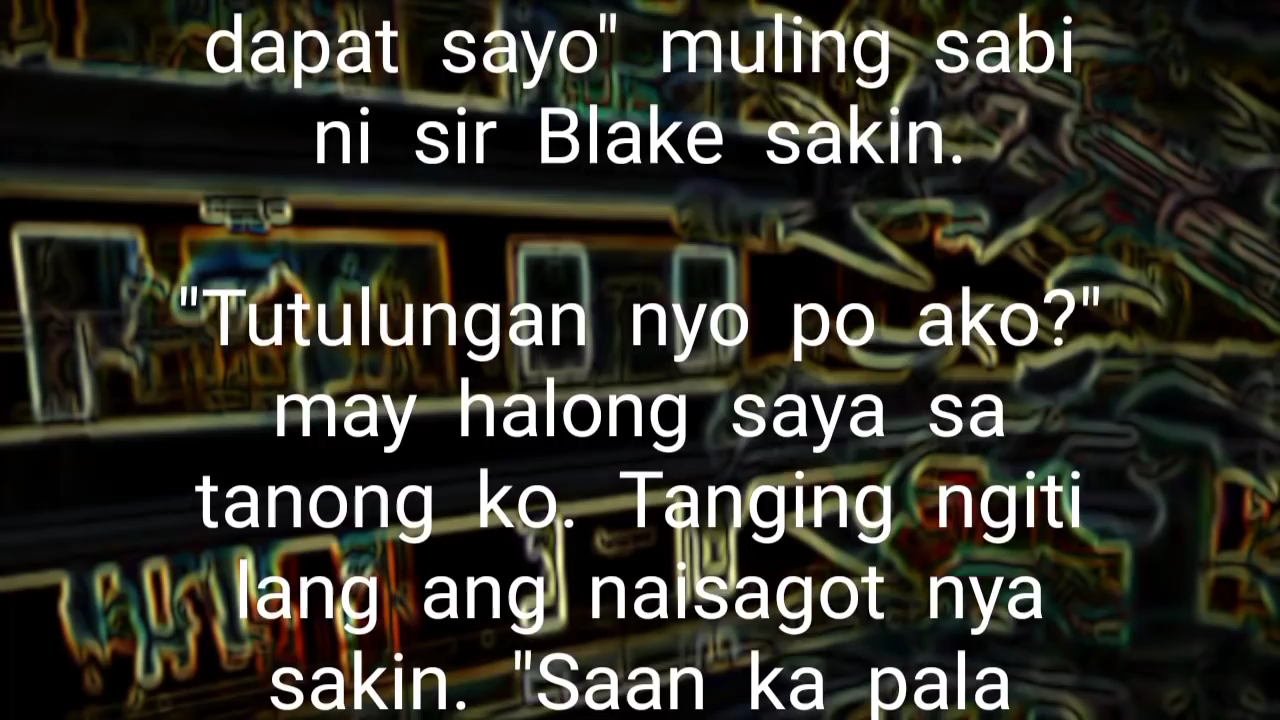 dapat sayo" muling sabi
ni sir Blake sakin.
"Tutulungan nyo po ako?"
may halong saya sa
tanong ko. Tanging ngiti
lang ang naisagot nya
sakin. "Saan ka pala